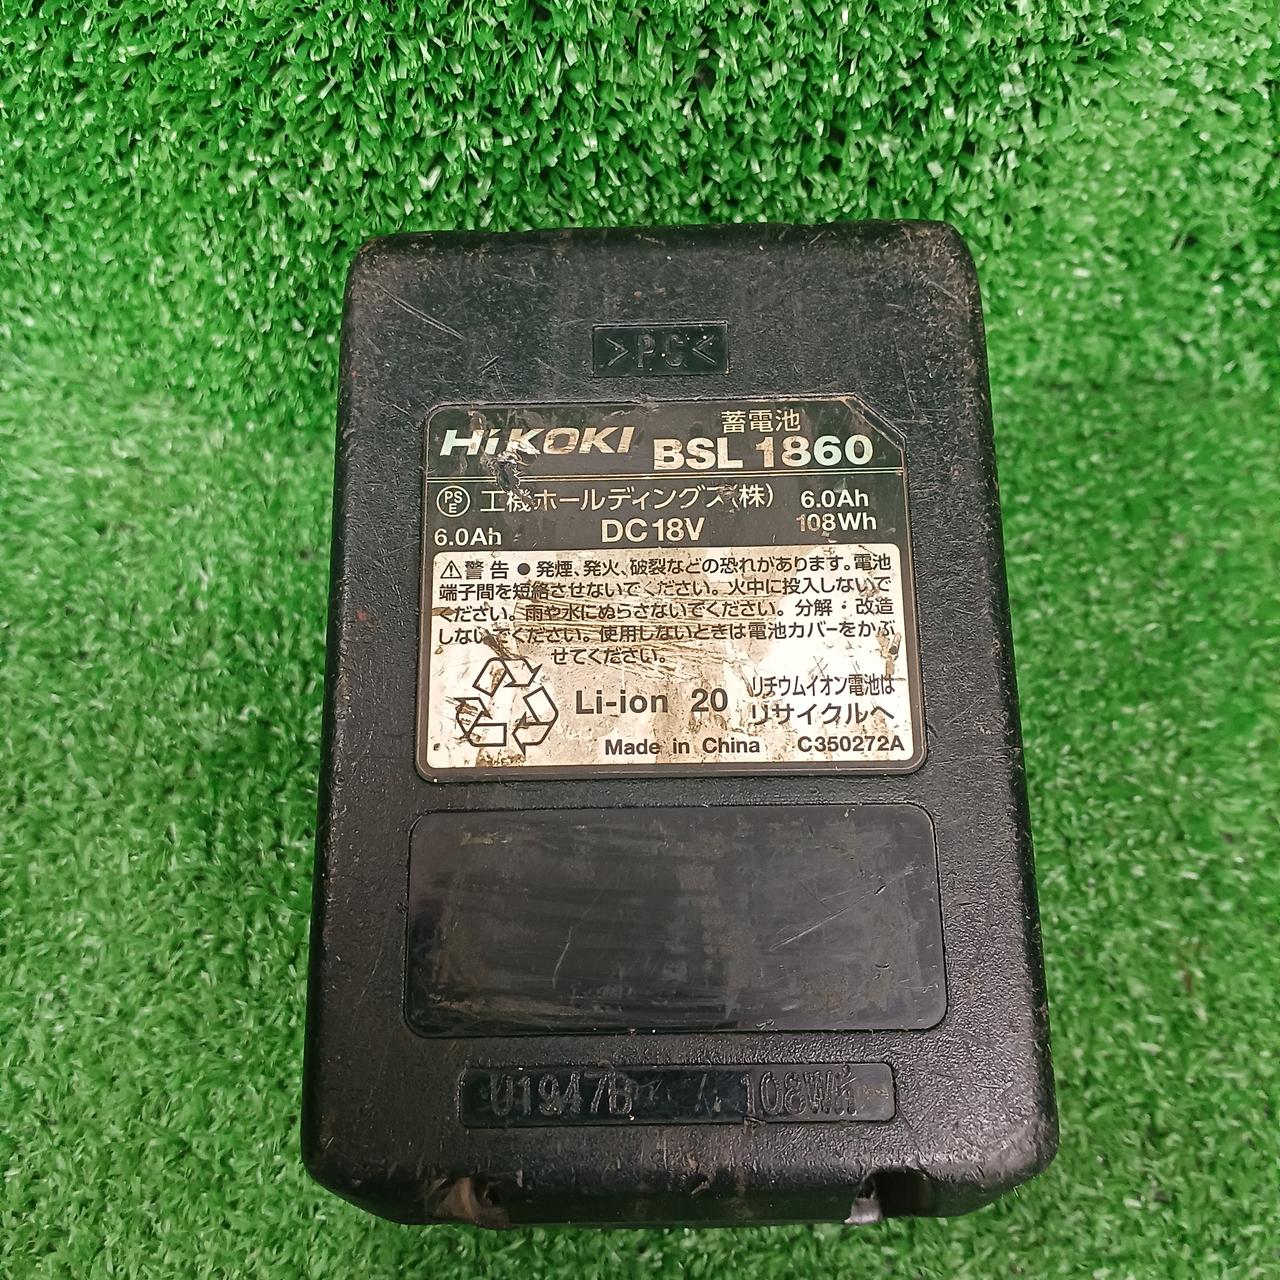 >PC<
蓄電池
HiKOKI BSL 1860
PS E 工機ホールディングス(株) 6.0Ah
6.0Ah DC18V 108Wh
⚠警告 ● 発煙、発火、破裂などの恐れがあります。電池
端子間を短絡させないでください。火中に投入しないで
ください。雨や水にぬらさないでください。分解・改造
しないでください。使用しないときは電池カバーをかぶ
せてください。
Li-ion 20 リチウムイオン電池は
リサイクルへ
Made in China C350272A
U1947B 108Wh